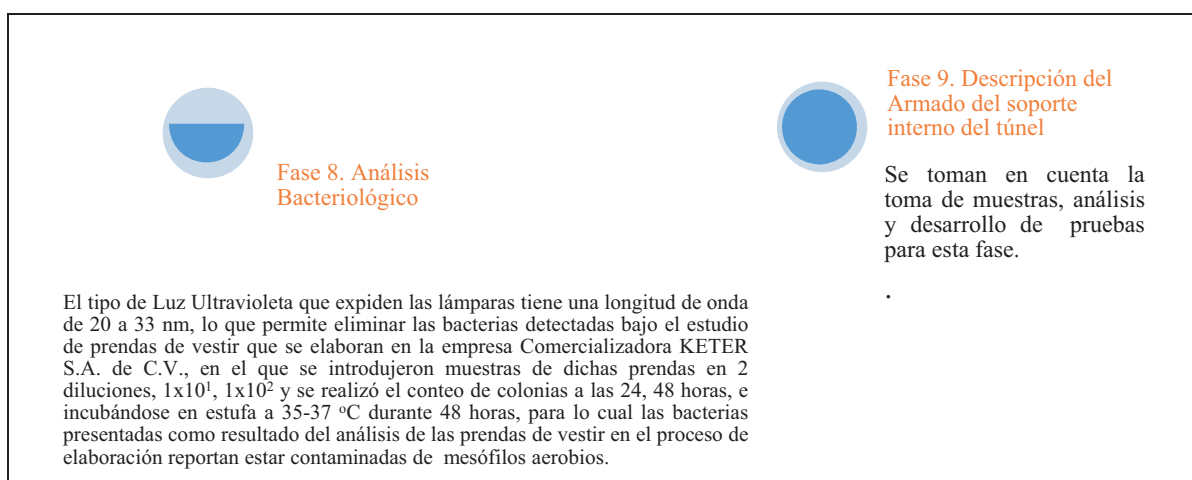 Fase 8. Análisis
Bacteriológico
El tipo de Luz Ultravioleta que expiden las lámparas tiene una longitud de onda
de 20 a 33 nm, lo que permite eliminar las bacterias detectadas bajo el estudio
de prendas de vestir que se elaboran en la empresa Comercializadora KETER
S.A. de C.V., en el que se introdujeron muestras de dichas prendas en 2
diluciones, 1x10¹, 1x10² y se realizó el conteo de colonias a las 24, 48 horas, e
incubándose en estufa a 35-37 ºC durante 48 horas, para lo cual las bacterias
presentadas como resultado del análisis de las prendas de vestir en el proceso de
elaboración reportan estar contaminadas de mesófilos aerobios.
Fase 9. Descripción del
Armado del soporte
interno del túnel
Se toman en cuenta la
toma de muestras, análisis
y desarrollo de pruebas
para esta fase.
.